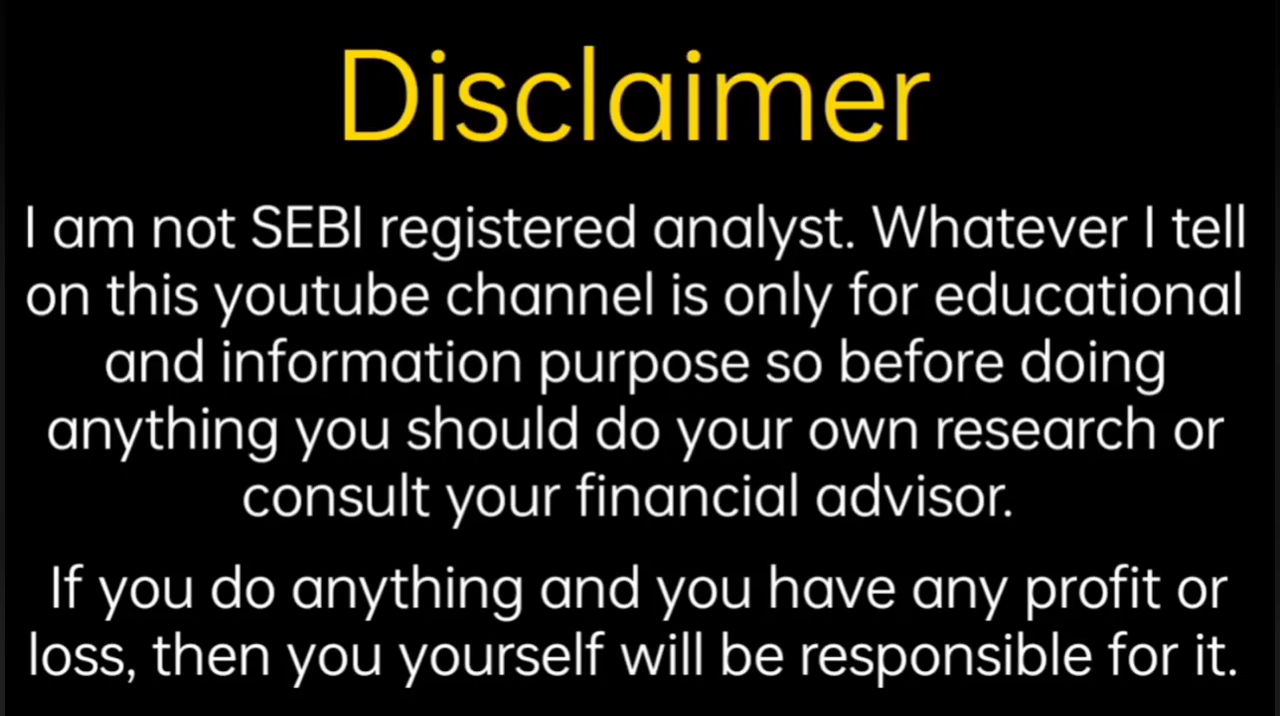 Disclaimer
I am not SEBI registered analyst. Whatever I tell
on this youtube channel is only for educational
and information purpose so before doing
anything you should do your own research or
consult your financial advisor.
If you do anything and you have any profit or
loss, then you yourself will be responsible for it.